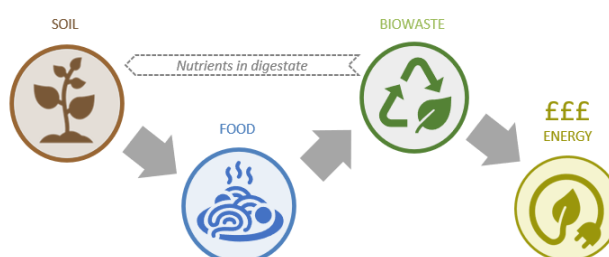 SOIL
BIOWASTE
Nutrients in digestate
FOOD
£££
ENERGY